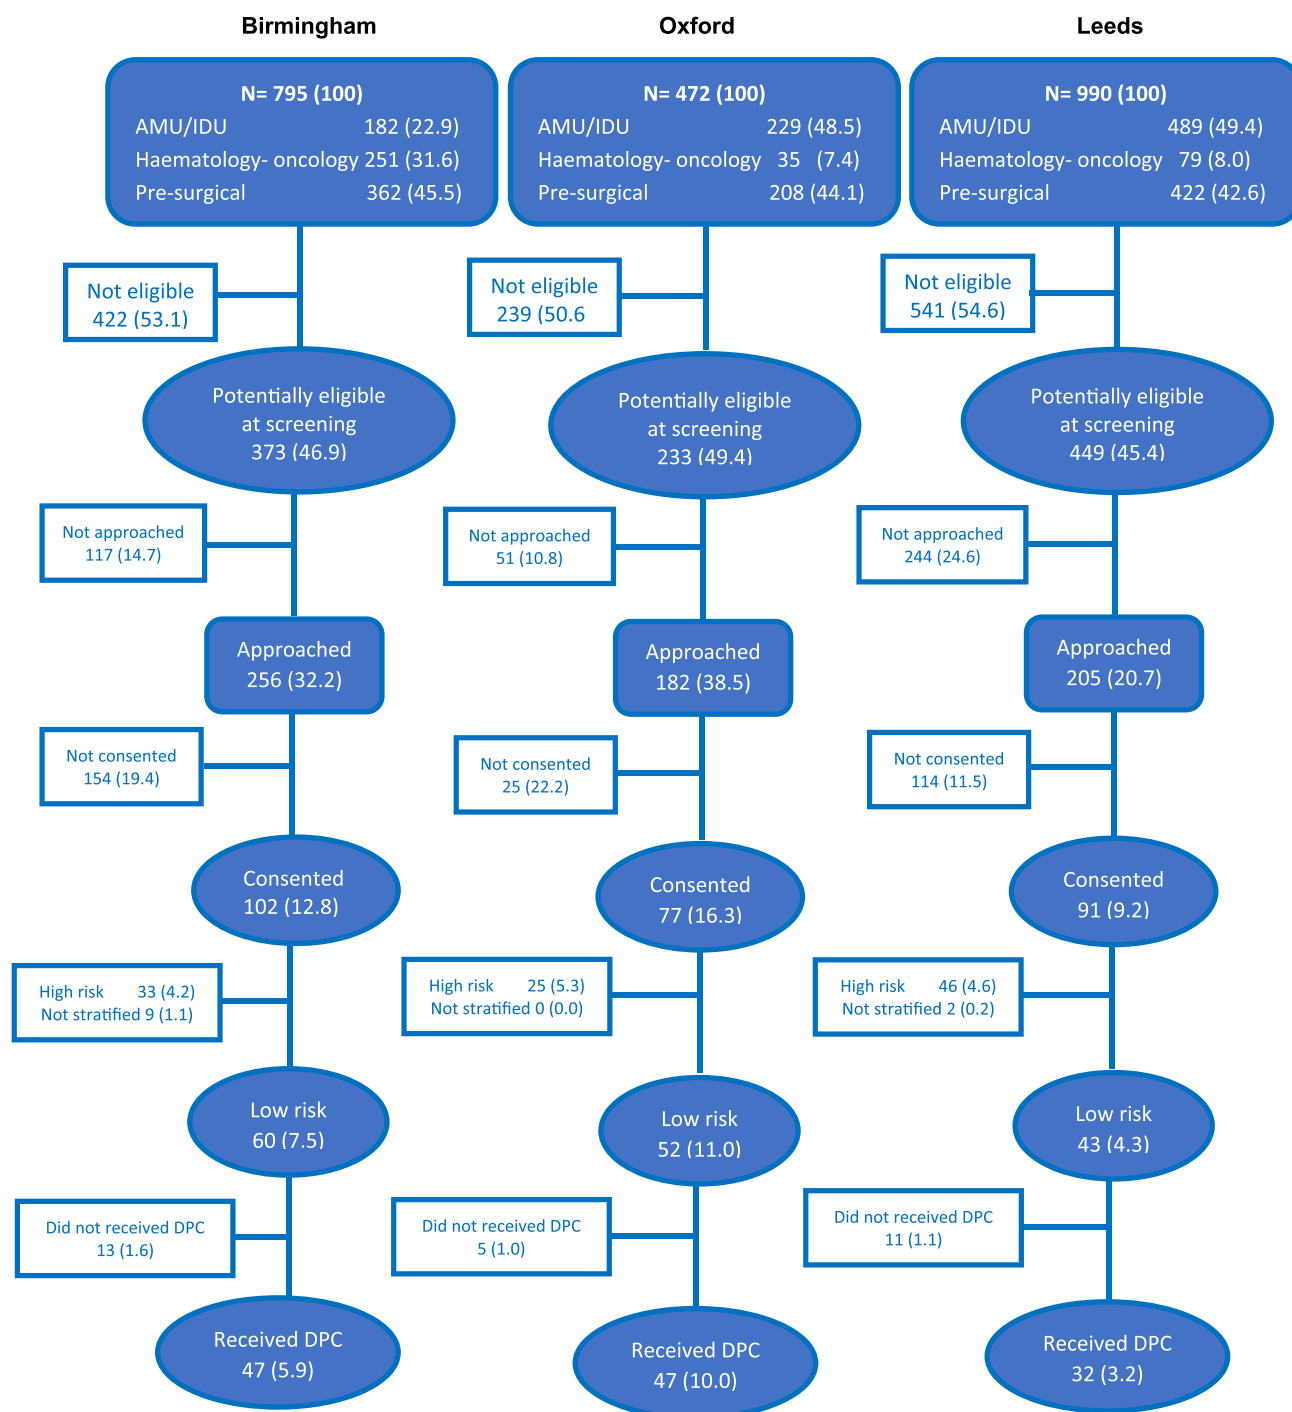 Birmingham
N= 795 (100)
AMU/IDU 182 (22.9)
Haematology- oncology 251 (31.6)
Pre-surgical 362 (45.5)
Not eligible
422 (53.1)
Potentially eligible
at screening
373 (46.9)
Not approached
117 (14.7)
Approached
256 (32.2)
Not consented
154 (19.4)
Consented
102 (12.8)
High risk 33 (4.2)
Not stratified 9 (1.1)
Low risk
60 (7.5)
Did not received DPC
13 (1.6)
Received DPC
47 (5.9)
Oxford
N= 472 (100)
AMU/IDU 229 (48.5)
Haematology- oncology 35 (7.4)
Pre-surgical 208 (44.1)
Not eligible
239 (50.6
Potentially eligible
at screening
233 (49.4)
Not approached
51 (10.8)
Approached
182 (38.5)
Not consented
25 (22.2)
Consented
77 (16.3)
High risk 25 (5.3)
Not stratified 0 (0.0)
Low risk
52 (11.0)
Did not received DPC
5 (1.0)
Received DPC
47 (10.0)
Leeds
N= 990 (100)
AMU/IDU 489 (49.4)
Haematology- oncology 79 (8.0)
Pre-surgical 422 (42.6)
Not eligible
541 (54.6)
Potentially eligible
at screening
449 (45.4)
Not approached
244 (24.6)
Approached
205 (20.7)
Not consented
114 (11.5)
Consented
91 (9.2)
High risk 46 (4.6)
Not stratified 2 (0.2)
Low risk
43 (4.3)
Did not received DPC
11 (1.1)
Received DPC
32 (3.2)